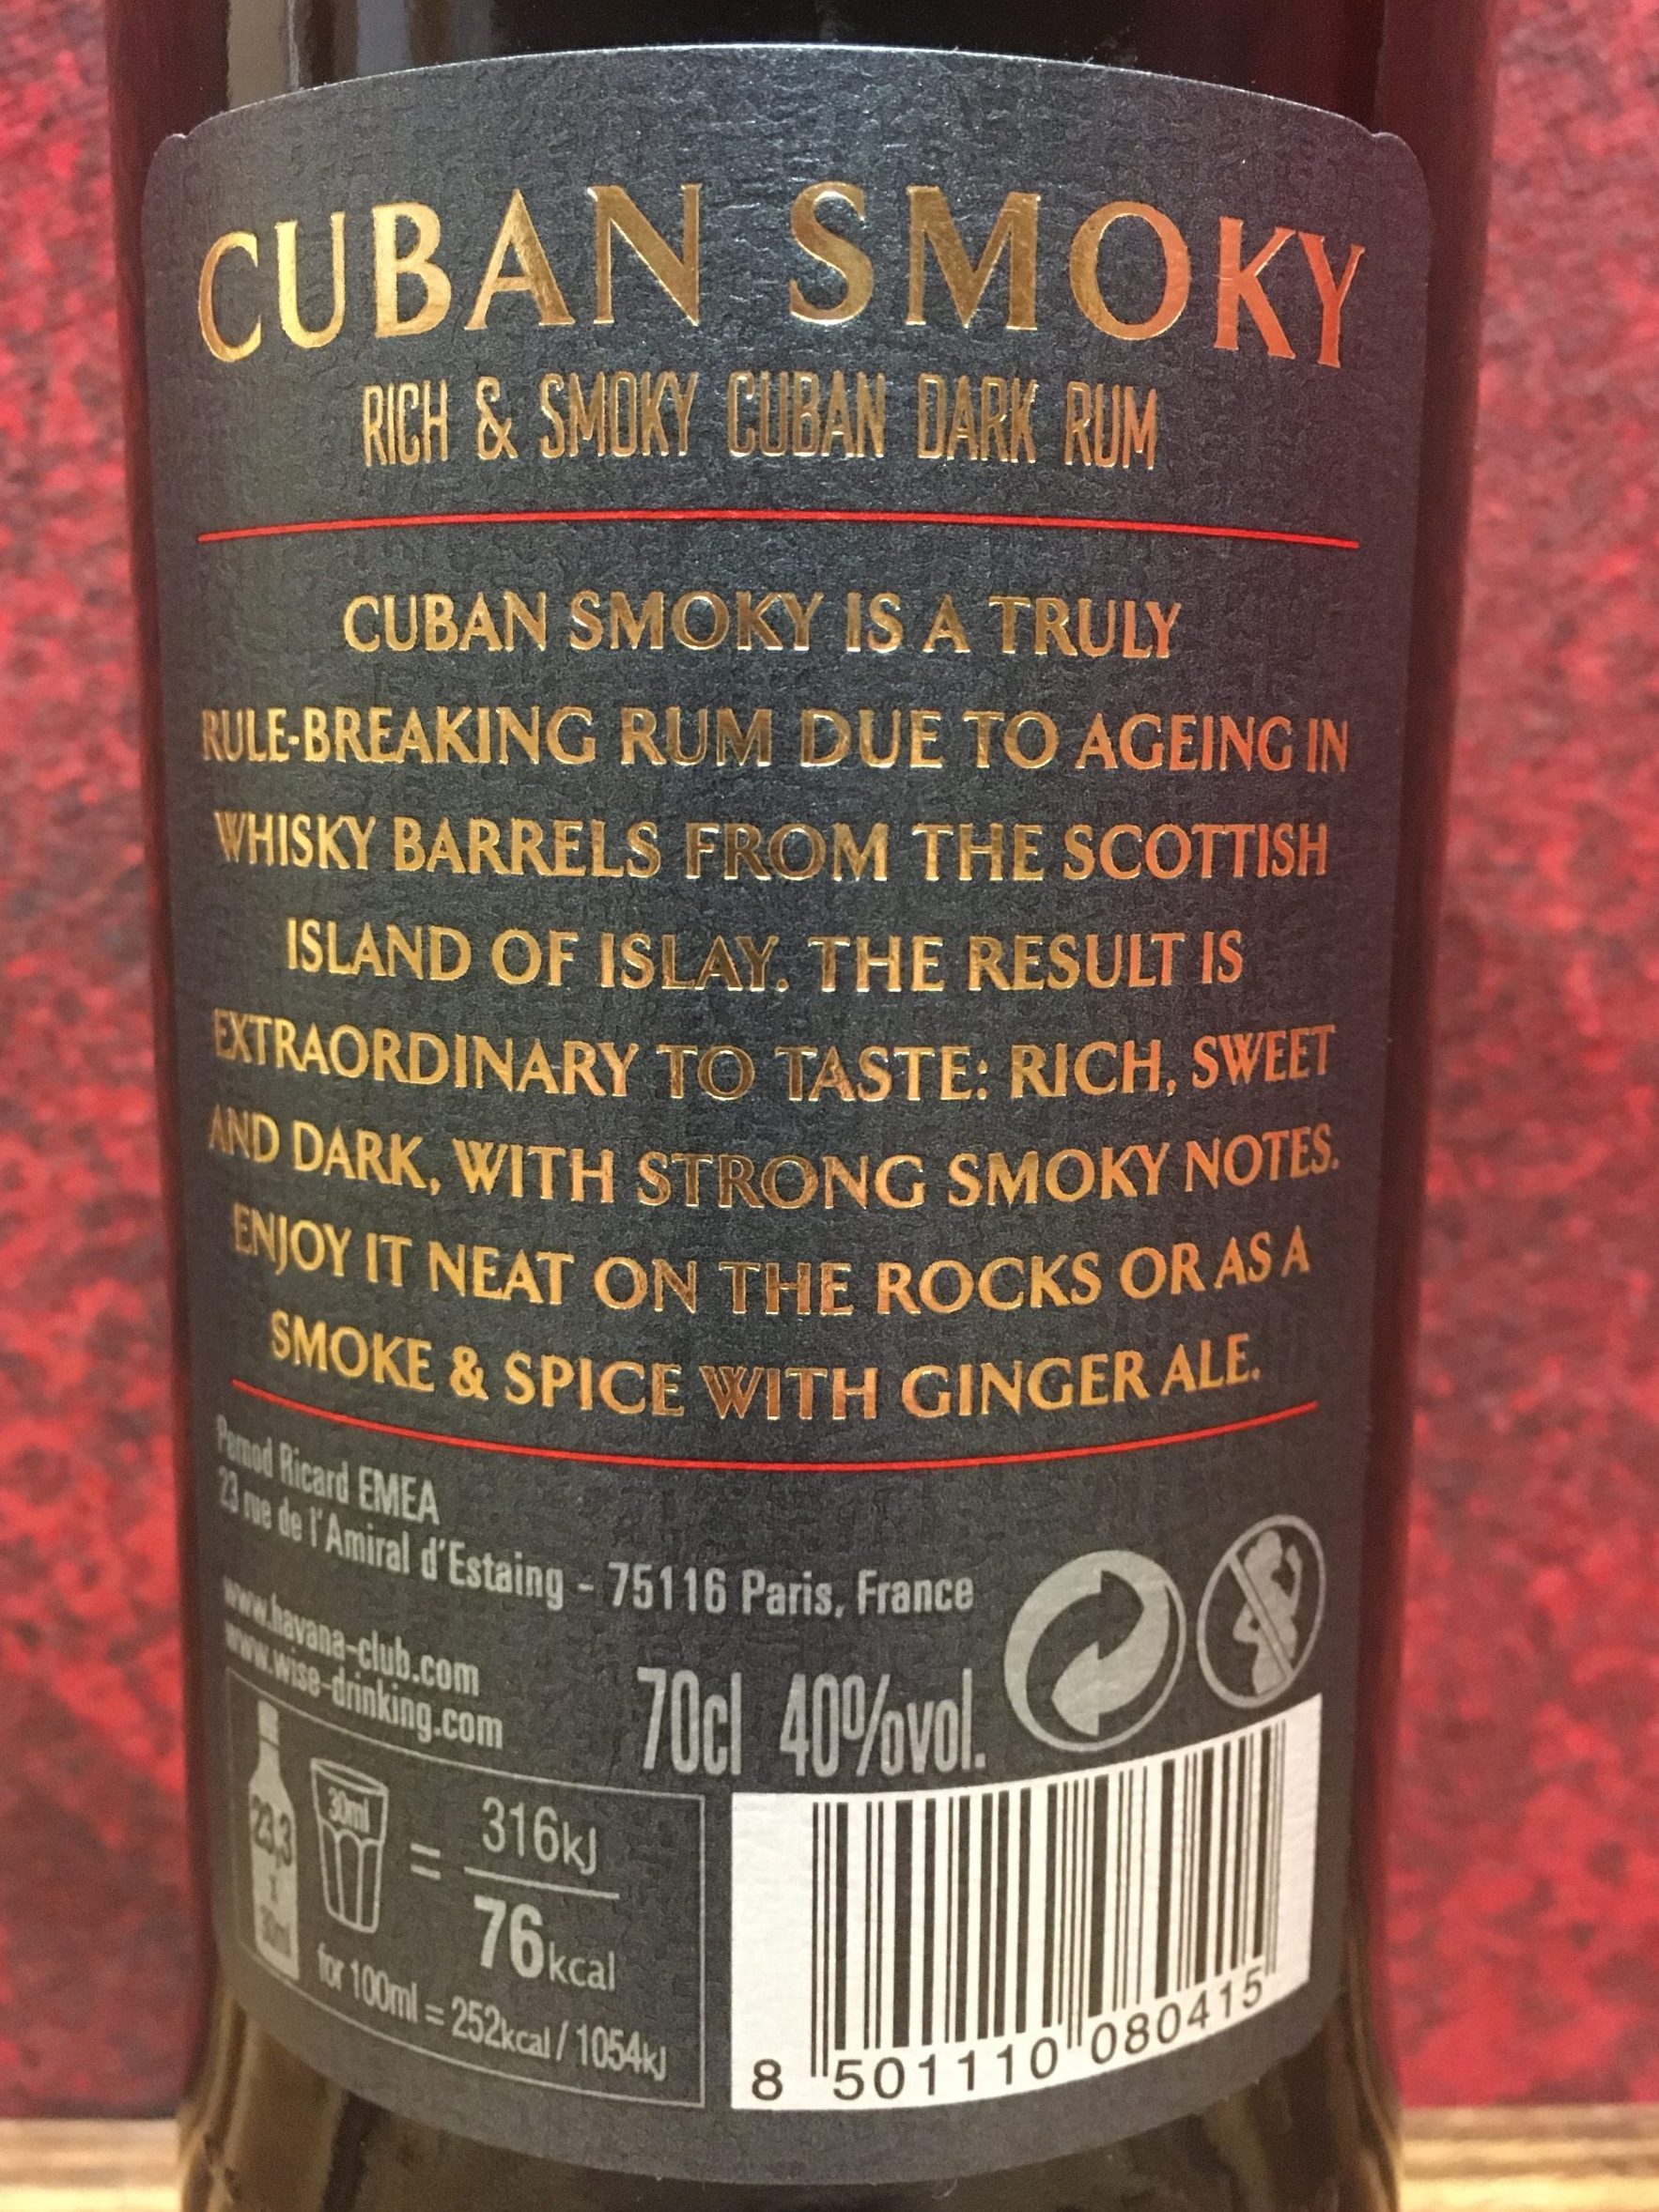 CUBAN SMOKY
RICH & SMOKY CUBAN DARK RUM
CUBAN SMOKY IS A TRULY
RULE-BREAKING RUM DUE TO AGEING IN
WHISKY BARRELS FROM THE SCOTTISH
ISLAND OF ISLAY. THE RESULT IS
EXTRAORDINARY TO TASTE: RICH, SWEET
AND DARK, WITH STRONG SMOKY NOTES.
ENJOY IT NEAT ON THE ROCKS OR AS A
SMOKE & SPICE WITH GINGER ALE.
Pernod Ricard EMEA
23 rue de l'Amiral d'Estaing - 75116 Paris, France
www.havana-club.com
www.wise-drinking.com
70cl 40%vol.
23,3
x
30ml
30ml
=
316kJ
76kcal
for 100ml = 252kcal / 1054kJ
8 501110 080415